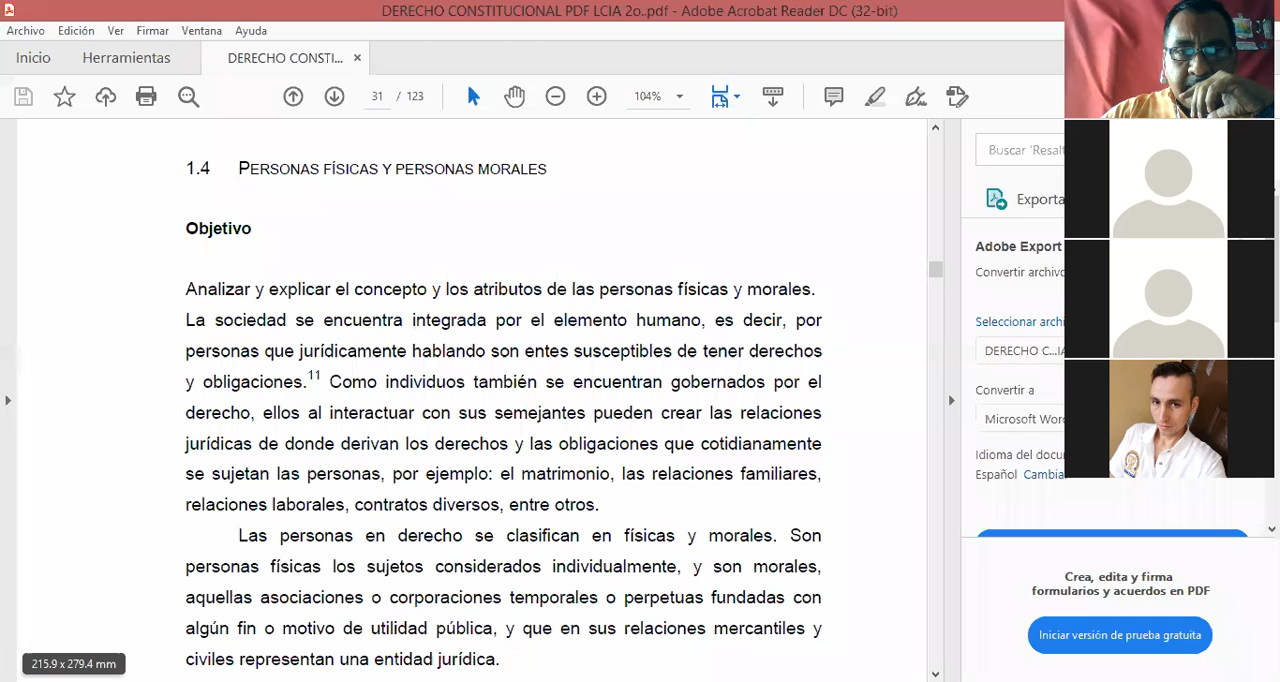 DERECHO CONSTITUCIONAL PDF LCIA 2o..pdf - Adobe Acrobat Reader DC (32-bit)
Archivo Edición Ver Firmar Ventana Ayuda
Inicio Herramientas DERECHO CONSTI... ×
31 / 123 104%
1.4 PERSONAS FÍSICAS Y PERSONAS MORALES
Objetivo
Analizar y explicar el concepto y los atributos de las personas físicas y morales.
La sociedad se encuentra integrada por el elemento humano, es decir, por
personas que jurídicamente hablando son entes susceptibles de tener derechos
y obligaciones.11 Como individuos también se encuentran gobernados por el
derecho, ellos al interactuar con sus semejantes pueden crear las relaciones
jurídicas de donde derivan los derechos y las obligaciones que cotidianamente
se sujetan las personas, por ejemplo: el matrimonio, las relaciones familiares,
relaciones laborales, contratos diversos, entre otros.
Las personas en derecho se clasifican en físicas y morales. Son
personas físicas los sujetos considerados individualmente, y son morales,
aquellas asociaciones o corporaciones temporales o perpetuas fundadas con
algún fin o motivo de utilidad pública, y que en sus relaciones mercantiles y
civiles representan una entidad jurídica.
215.9 x 279.4 mm
Buscar 'Resalt
Exporta
Adobe Export
Convertir archivo
Seleccionar archi
DERECHO C...IA
Convertir a
Microsoft Word
Idioma del docu
Español Cambia
Crea, edita y firma
formularios y acuerdos en PDF
Iniciar versión de prueba gratuita